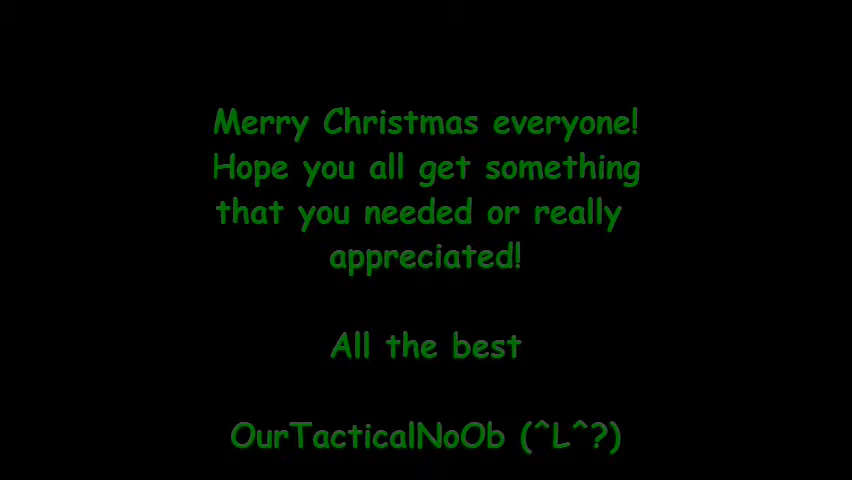 Merry Christmas everyone!
Hope you all get something
that you needed or really
appreciated!
All the best
OurTacticalNoOb (^L^?)